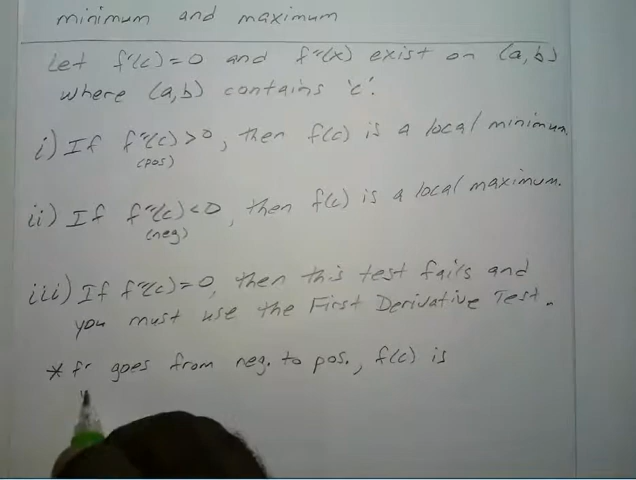 minimum and maximum
Let f'(c)=0 and f"(x) exist on (a,b)
where (a,b) contains 'c'.
i) If f"(c)>0, then f(c) is a local minimum.
(pos)
ii) If f"(c)<0, then f(c) is a local maximum.
(neg)
iii) If f"(c)=0, then this test fails and
you must use the First Derivative Test.
* f' goes from neg. to pos., f(c) is